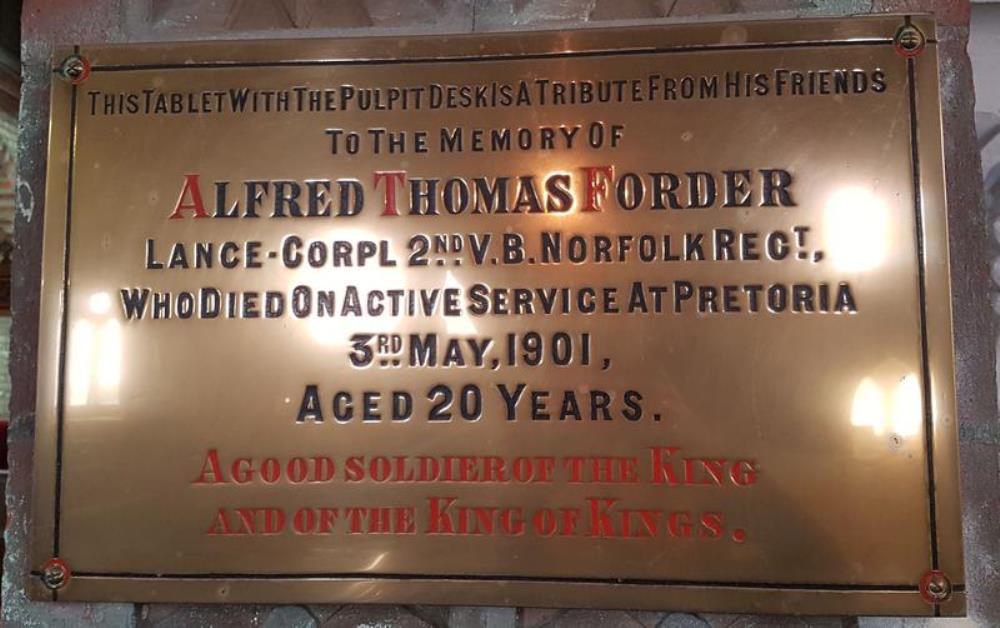 This Tablet With The Pulpit Desk Is A Tribute From His Friends
To The Memory Of
Alfred Thomas Forder
Lance-Corpl 2nd V.B. Norfolk Regt.,
Who Died On Active Service At Pretoria
3rd May, 1901,
Aged 20 Years.
A good soldier of the King
and of the King of Kings.